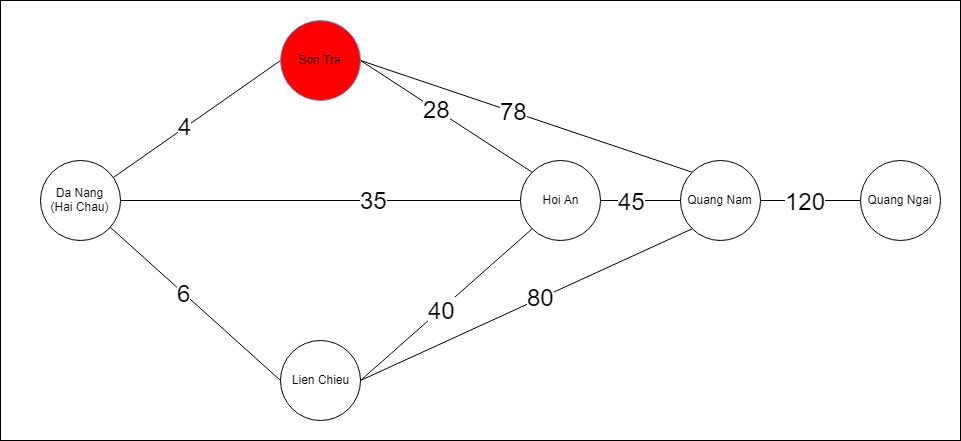 Son Tra
28
78
4
Da Nang
(Hai Chau)
35
Hoi An
45
Quang Nam
120
Quang Ngai
6
40
80
Lien Chieu